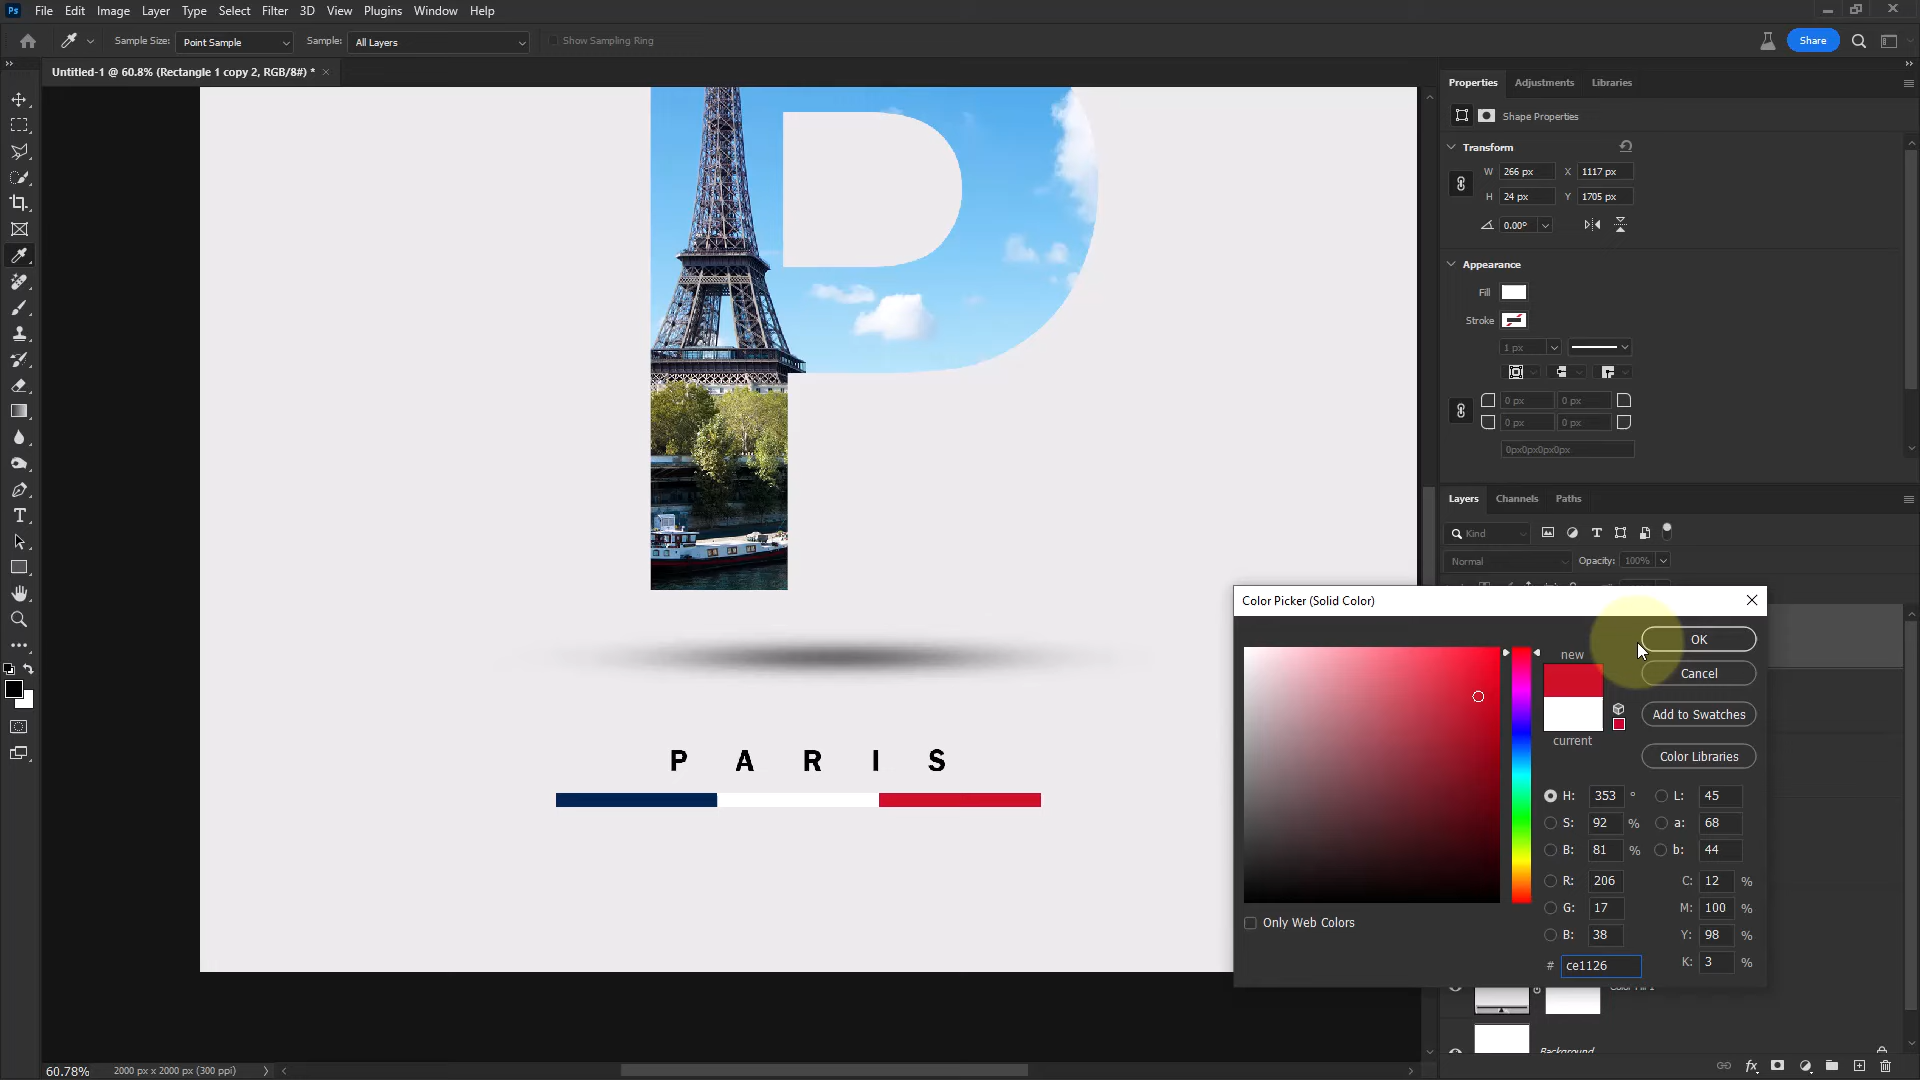 Ps File Edit Image Layer Type Select Filter 3D View Plugins Window Help
Sample Size: Point Sample Sample: All Layers Show Sampling Ring Share
Untitled-1 @ 60.8% (Rectangle 1 copy 2, RGB/8#) * ×
Properties Adjustments Libraries
Shape Properties
Transform
W 266 px X 1117 px
H 24 px Y 1705 px
0.00°
Appearance
Fill
Stroke
1 px
0 px 0 px
0 px 0 px
0px0px0px0px
Layers Channels Paths
Kind
Normal Opacity: 100%
Color Picker (Solid Color)
OK
new
Cancel
Add to Swatches
current
Color Libraries
H: 353 ° L: 45
S: 92 % a: 68
B: 81 % b: 44
R: 206 C: 12 %
G: 17 M: 100 %
B: 38 Y: 98 %
# ce1126 K: 3 %
Only Web Colors
P A R I S
Background
60.78% 2000 px x 2000 px (300 ppi)
fx